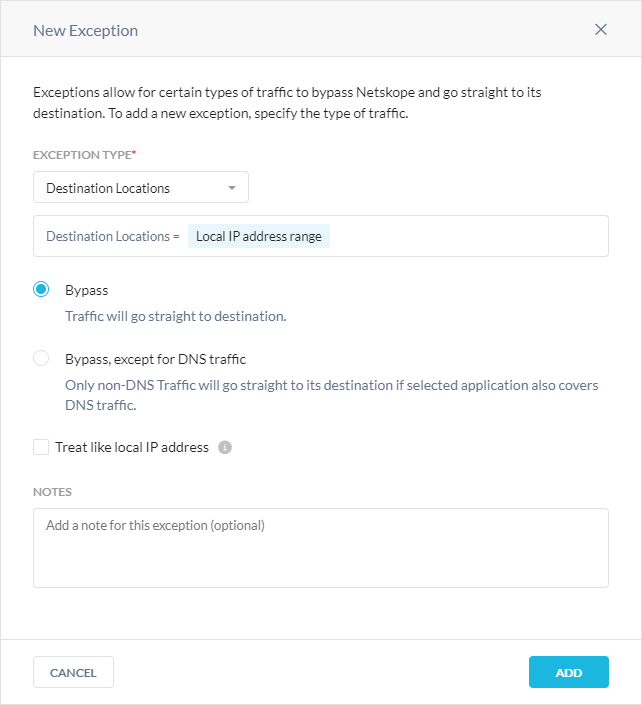 New Exception
Exceptions allow for certain types of traffic to bypass Netskope and go straight to its
destination. To add a new exception, specify the type of traffic.
EXCEPTION TYPE*
Destination Locations
Destination Locations = Local IP address range
Bypass
Traffic will go straight to destination.
Bypass, except for DNS traffic
Only non-DNS Traffic will go straight to its destination if selected application also covers
DNS traffic.
Treat like local IP address i
NOTES
Add a note for this exception (optional)
CANCEL ADD